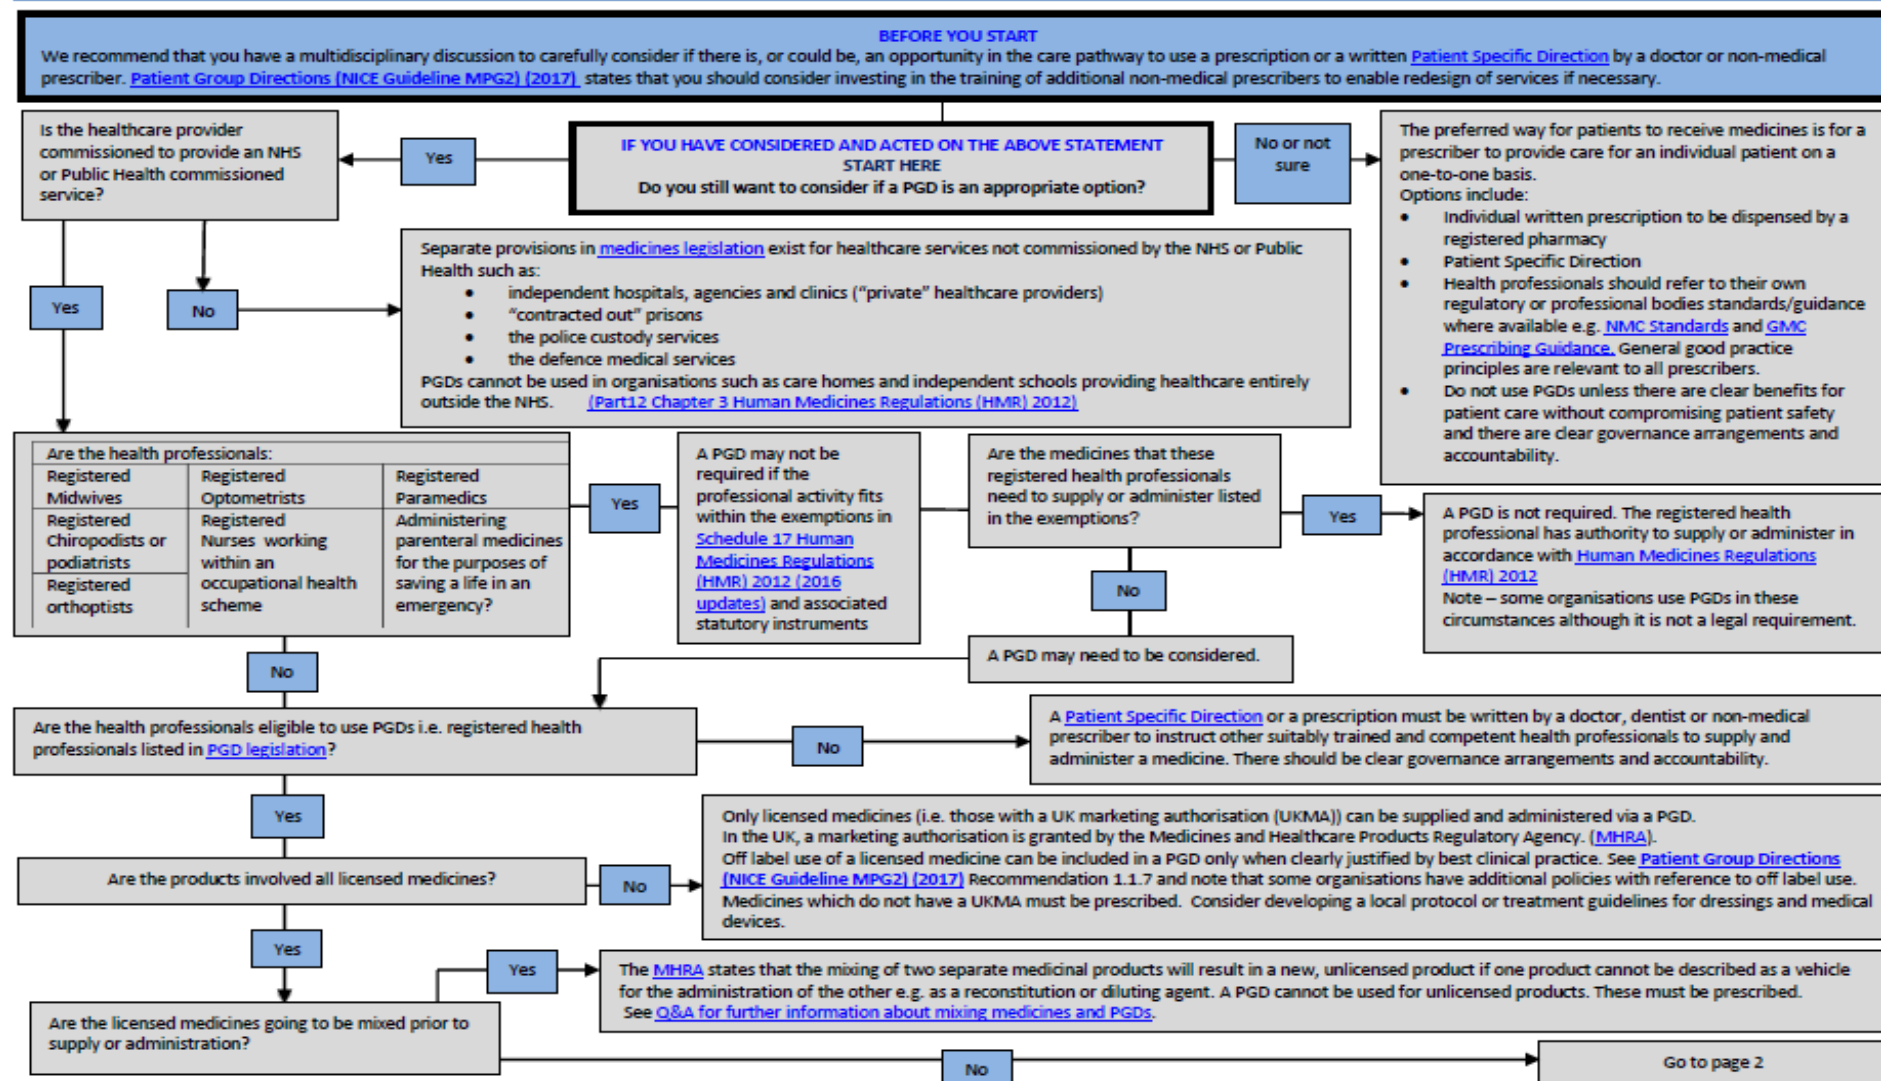 BEFORE YOU START
We recommend that you have a multidisciplinary discussion to carefully consider if there is, or could be, an opportunity in the care pathway to use a prescription or a written Patient Specific Direction by a doctor or non-medical
prescriber. Patient Group Directions (NICE Guideline MPG2) (2017) states that you should consider investing in the training of additional non-medical prescribers to enable redesign of services if necessary.
Is the healthcare provider
commissioned to provide an NHS
or Public Health commissioned
service?
Yes
IF YOU HAVE CONSIDERED AND ACTED ON THE ABOVE STATEMENT
START HERE
Do you still want to consider if a PGD is an appropriate option?
No or not
sure
The preferred way for patients to receive medicines is for a
prescriber to provide care for an individual patient on a
one-to-one basis.
Options include:
• Individual written prescription to be dispensed by a
registered pharmacy
• Patient Specific Direction
• Health professionals should refer to their own
regulatory or professional bodies standards/guidance
where available e.g. NMC Standards and GMC
Prescribing Guidance. General good practice
principles are relevant to all prescribers.
• Do not use PGDs unless there are clear benefits for
patient care without compromising patient safety
and there are clear governance arrangements and
accountability.
Yes
No
Separate provisions in medicines legislation exist for healthcare services not commissioned by the NHS or Public
Health such as:
• independent hospitals, agencies and clinics ("private" healthcare providers)
• "contracted out" prisons
• the police custody services
• the defence medical services
PGDs cannot be used in organisations such as care homes and independent schools providing healthcare entirely
outside the NHS. (Part12 Chapter 3 Human Medicines Regulations (HMR) 2012)
Are the health professionals:
Registered
Midwives
Registered
Chiropodists or
podiatrists
Registered
orthoptists
Registered
Optometrists
Registered
Nurses working
within an
occupational health
scheme
Registered
Paramedics
Administering
parenteral medicines
for the purposes of
saving a life in an
emergency?
Yes
A PGD may not be
required if the
professional activity fits
within the exemptions in
Schedule 17 Human
Medicines Regulations
(HMR) 2012 (2016
updates) and associated
statutory instruments
Are the medicines that these
registered health professionals
need to supply or administer listed
in the exemptions?
Yes
A PGD is not required. The registered health
professional has authority to supply or administer in
accordance with Human Medicines Regulations
(HMR) 2012
Note – some organisations use PGDs in these
circumstances although it is not a legal requirement.
No
A PGD may need to be considered.
No
Are the health professionals eligible to use PGDs i.e. registered health
professionals listed in PGD legislation?
No
A Patient Specific Direction or a prescription must be written by a doctor, dentist or non-medical
prescriber to instruct other suitably trained and competent health professionals to supply and
administer a medicine. There should be clear governance arrangements and accountability.
Yes
Are the products involved all licensed medicines?
No
Only licensed medicines (i.e. those with a UK marketing authorisation (UKMA)) can be supplied and administered via a PGD.
In the UK, a marketing authorisation is granted by the Medicines and Healthcare Products Regulatory Agency. (MHRA).
Off label use of a licensed medicine can be included in a PGD only when clearly justified by best clinical practice. See Patient Group Directions
(NICE Guideline MPG2) (2017) Recommendation 1.1.7 and note that some organisations have additional policies with reference to off label use.
Medicines which do not have a UKMA must be prescribed. Consider developing a local protocol or treatment guidelines for dressings and medical
devices.
Yes
Are the licensed medicines going to be mixed prior to
supply or administration?
Yes
The MHRA states that the mixing of two separate medicinal products will result in a new, unlicensed product if one product cannot be described as a vehicle
for the administration of the other e.g. as a reconstitution or diluting agent. A PGD cannot be used for unlicensed products. These must be prescribed.
See Q&A for further information about mixing medicines and PGDs.
No
Go to page 2